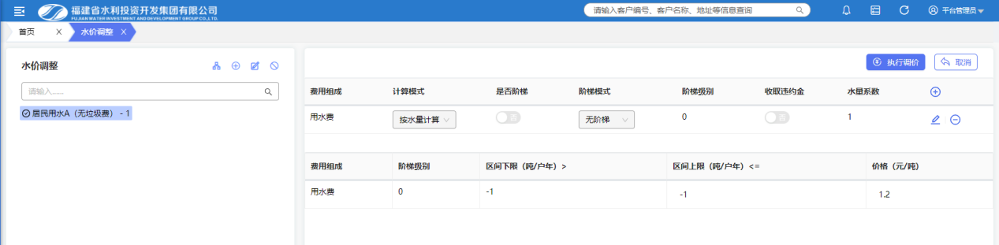 福建省水利投资开发集团有限公司
FUJIAN WATER INVESTMENT AND DEVELOPMENT GROUP CO.,LTD.
请输入客户编号、客户名称、地址等信息查询
平台管理员
首页 X 水价调整 X
水价调整
请输入......
居民用水A（无垃圾费） - 1
执行调价 取消
费用组成 计算模式 是否阶梯 阶梯模式 阶梯级别 收取违约金 水量系数
用水费 按水量计算 否 无阶梯 0 否 1
费用组成 阶梯级别 区间下限（吨/户年）> 区间上限（吨/户年）<= 价格（元/吨）
用水费 0 -1 -1 1.2